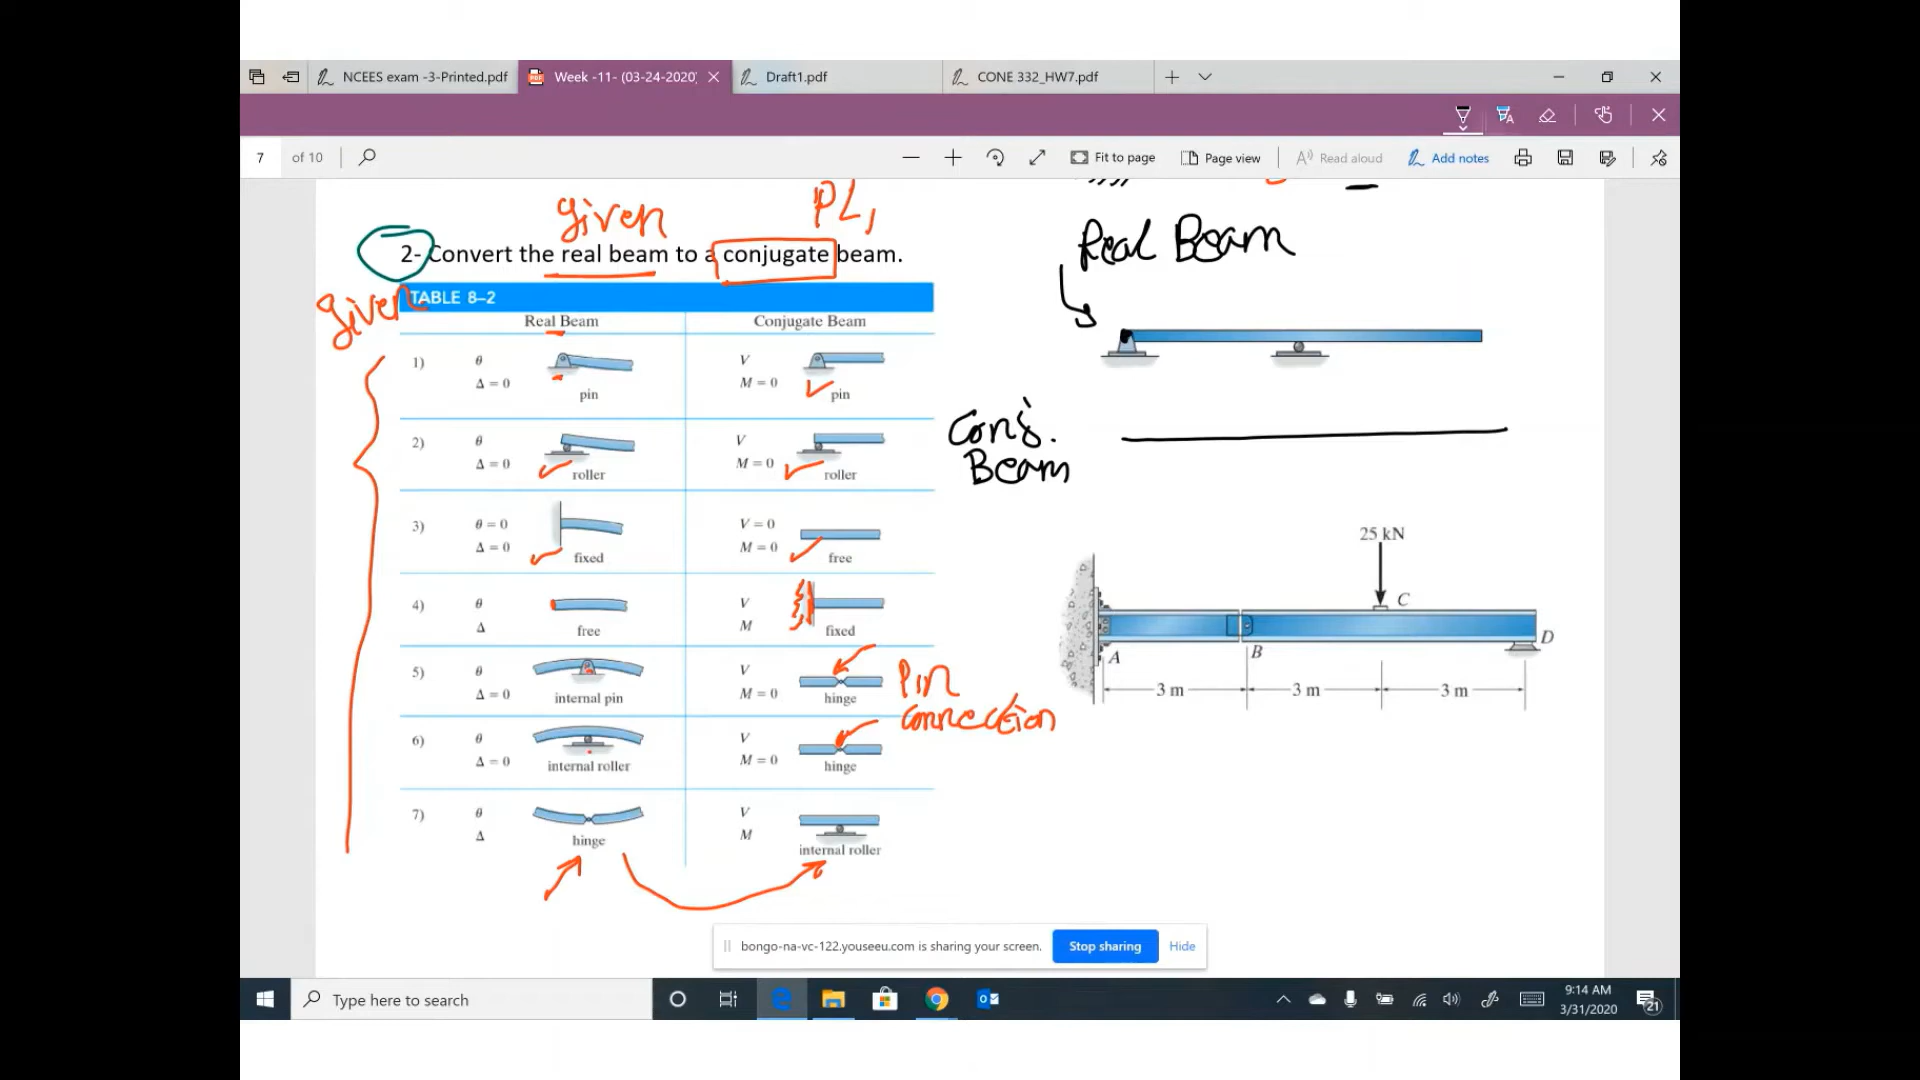 NCEES exam -3-Printed.pdf
Week -11- (03-24-2020)
Draft1.pdf
CONE 332_HW7.pdf
7 of 10
Fit to page
Page view
Read aloud
Add notes
given
PL,
2- Convert the real beam to a conjugate beam.
given
TABLE 8–2
Real Beam
Conjugate Beam
1) θ
Δ = 0
pin
V
M = 0
pin
2) θ
Δ = 0
roller
V
M = 0
roller
3) θ = 0
Δ = 0
fixed
V = 0
M = 0
free
4) θ
Δ
free
V
M
fixed
5) θ
Δ = 0
internal pin
V
M = 0
hinge
Pin
connection
6) θ
Δ = 0
internal roller
V
M = 0
hinge
7) θ
Δ
hinge
V
M
internal roller
Real Beam
Conj.
Beam
25 kN
C
D
A
B
3 m
3 m
3 m
bongo-na-vc-122.youseeu.com is sharing your screen.
Stop sharing
Hide
Type here to search
9:14 AM
3/31/2020
21